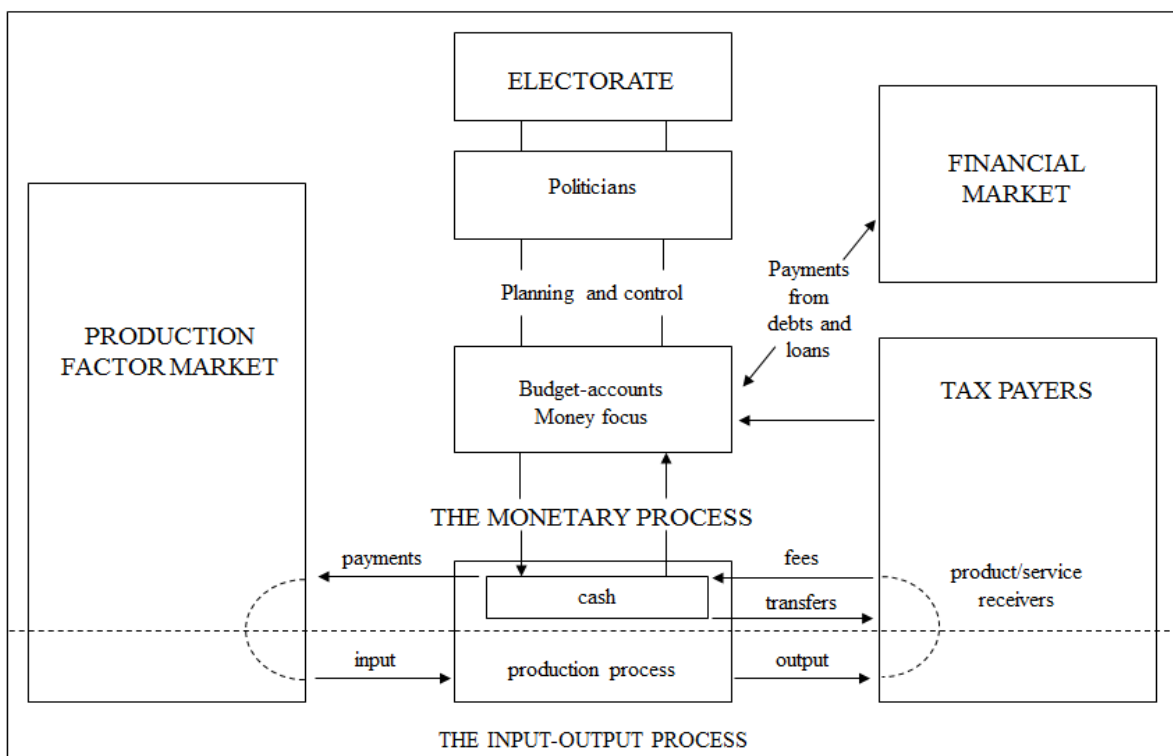 ELECTORATE
Politicians
FINANCIAL
MARKET
Payments
from
debts and
loans
Planning and control
PRODUCTION
FACTOR MARKET
Budget-accounts
Money focus
TAX PAYERS
THE MONETARY PROCESS
payments
cash
fees
transfers
product/service
receivers
input
production process
output
THE INPUT-OUTPUT PROCESS